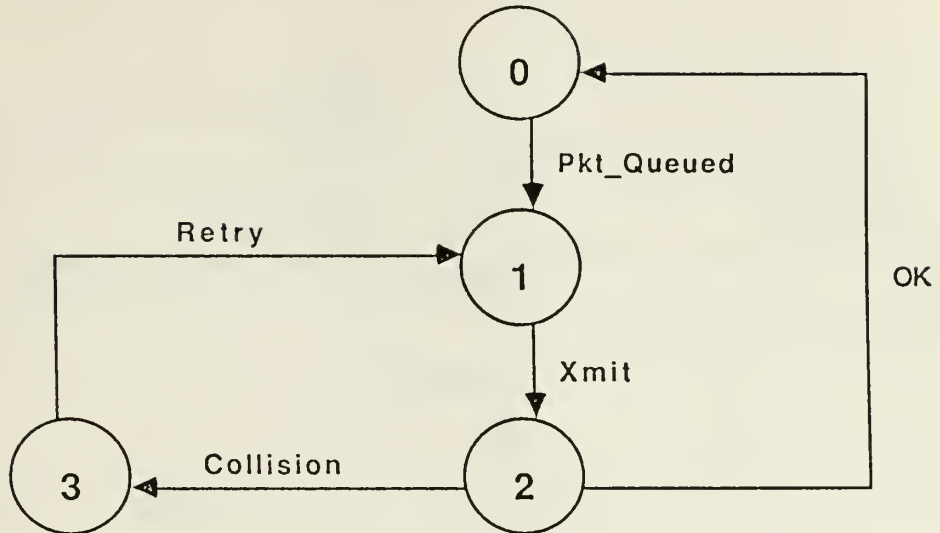 0
Pkt_Queued
Retry
1
OK
Xmit
Collision
3
2